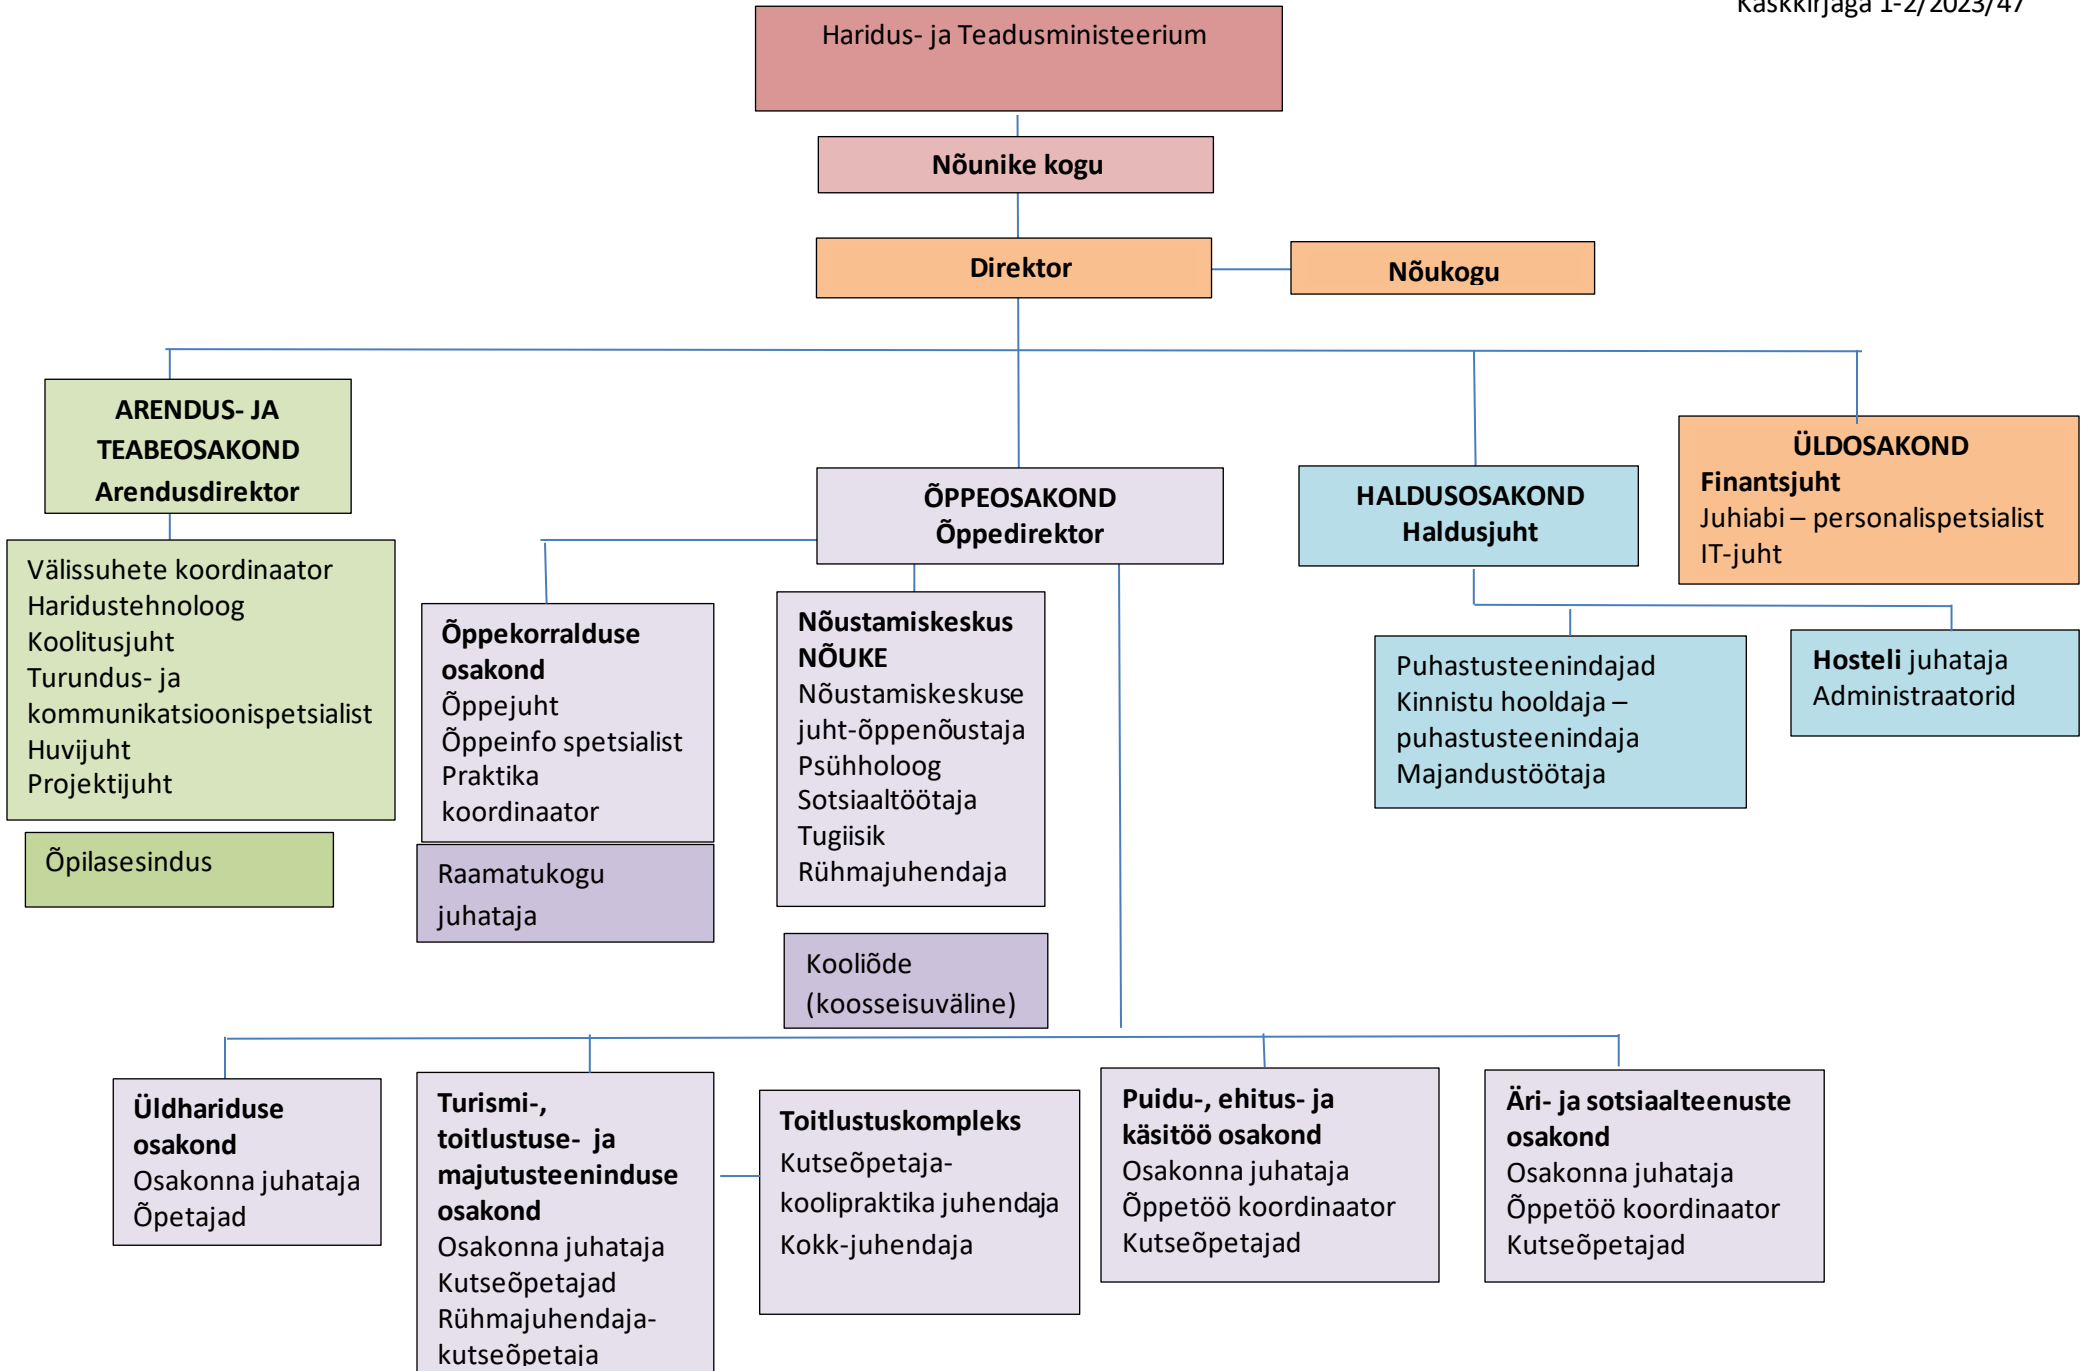 Käskkirjaga 1-2/2023/47
Haridus- ja Teadusministeerium
Nõunike kogu
Direktor
Nõukogu
ARENDUS- JA
TEABEOSAKOND
Arendusdirektor
ÜLDOSAKOND
Finantsjuht
Juhiabi – personalispetsialist
IT-juht
ÕPPEOSAKOND
Õppedirektor
HALDUSOSAKOND
Haldusjuht
Välissuhete koordinaator
Haridustehnoloog
Koolitusjuht
Turundus- ja
kommunikatsioonispetsialist
Huvijuht
Projektijuht
Õpilasesindus
Õppekorralduse
osakond
Õppejuht
Õppeinfo spetsialist
Praktika
koordinaator
Raamatukogu
juhataja
Nõustamiskeskus
NÕUKE
Nõustamiskeskuse
juht-õppenõustaja
Psühholoog
Sotsiaaltöötaja
Tugiisik
Rühmajuhendaja
Kooliõde
(koosseisuväline)
Puhastusteenindajad
Kinnistu hooldaja –
puhastusteenindaja
Majandustöötaja
Hosteli juhataja
Administraatorid
Üldhariduse
osakond
Osakonna juhataja
Õpetajad
Turismi-,
toitlustuse- ja
majutusteeninduse
osakond
Osakonna juhataja
Kutseõpetajad
Rühmajuhendaja-
kutseõpetaja
Toitlustuskompleks
Kutseõpetaja-
koolipraktika juhendaja
Kokk-juhendaja
Puidu-, ehitus- ja
käsitöö osakond
Osakonna juhataja
Õppetöö koordinaator
Kutseõpetajad
Äri- ja sotsiaalteenuste
osakond
Osakonna juhataja
Õppetöö koordinaator
Kutseõpetajad